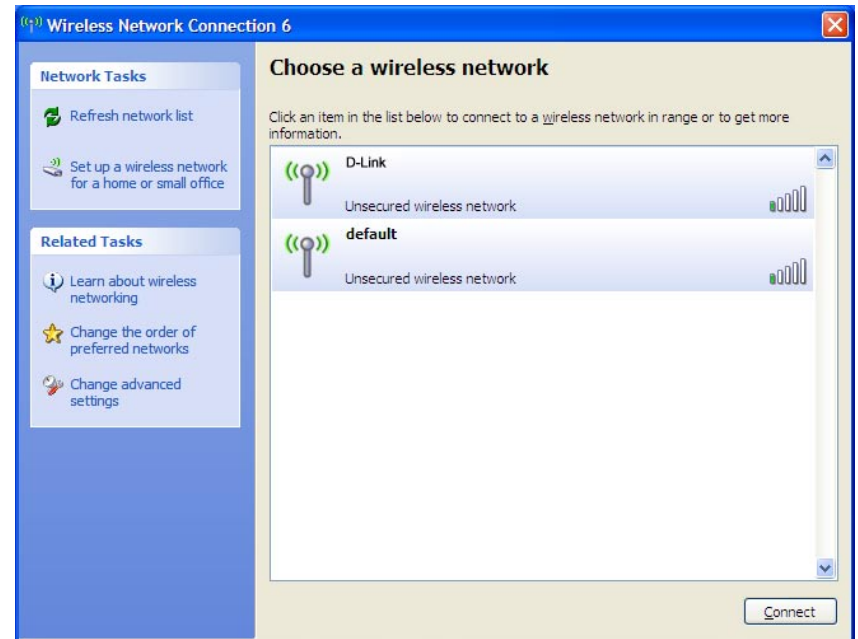 Wireless Network Connection 6
Network Tasks
Refresh network list
Set up a wireless network
for a home or small office
Related Tasks
Learn about wireless
networking
Change the order of
preferred networks
Change advanced
settings
Choose a wireless network
Click an item in the list below to connect to a wireless network in range or to get more
information.
D-Link
Unsecured wireless network
default
Unsecured wireless network
Connect